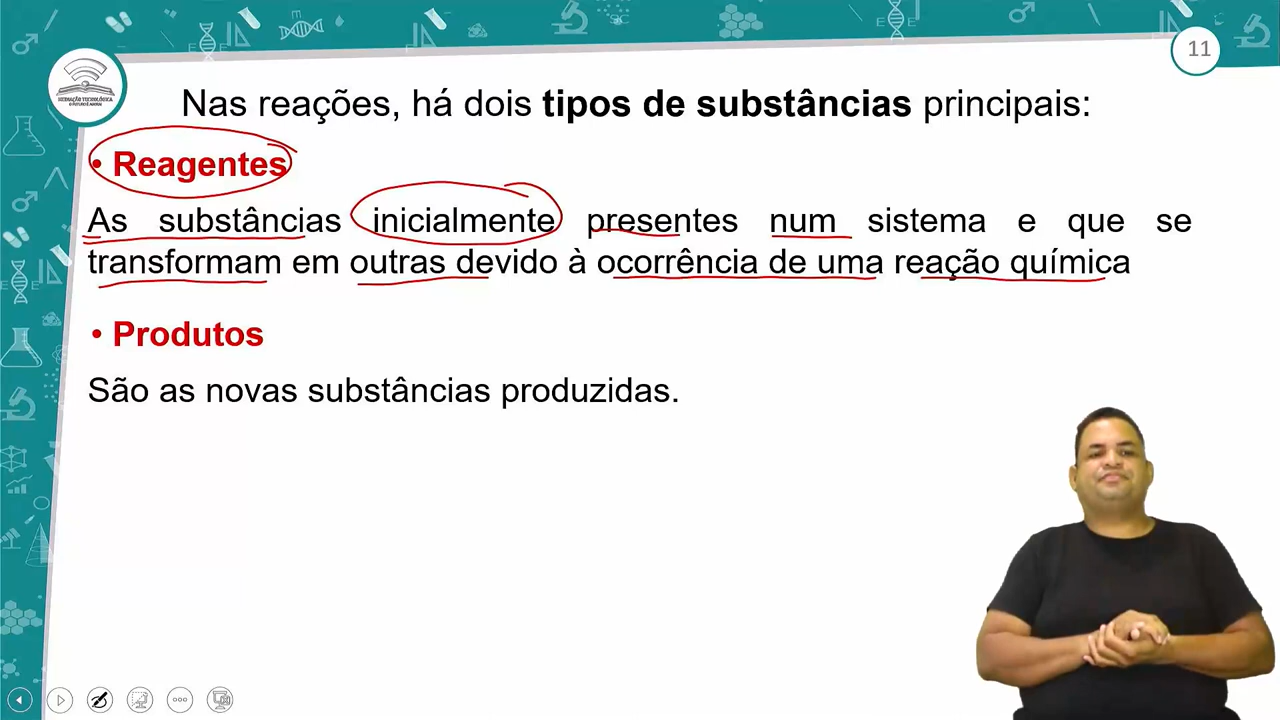 11
Nas reações, há dois tipos de substâncias principais:
• Reagentes
As substâncias inicialmente presentes num sistema e que se
transformam em outras devido à ocorrência de uma reação química
• Produtos
São as novas substâncias produzidas.